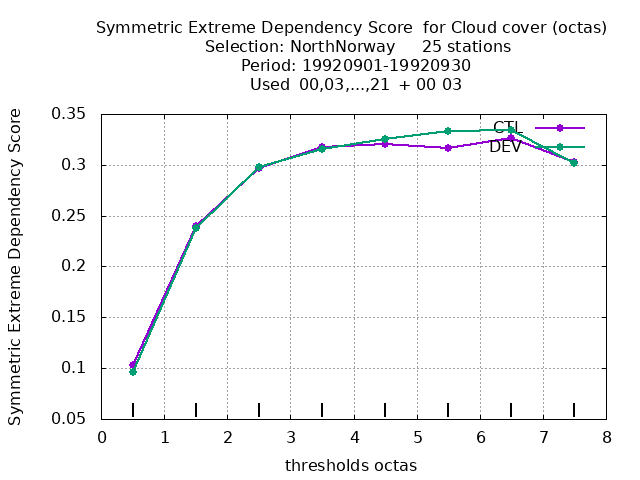 Symmetric Extreme Dependency Score  for Cloud cover (octas)
Selection: NorthNorway     25 stations
Period: 19920901-19920930
Used  00,03,...,21  + 00 03
Symmetric Extreme Dependency Score
0.35
0.3
0.25
0.2
0.15
0.1
0.05
CTL
DEV
0 1 2 3 4 5 6 7 8
thresholds octas